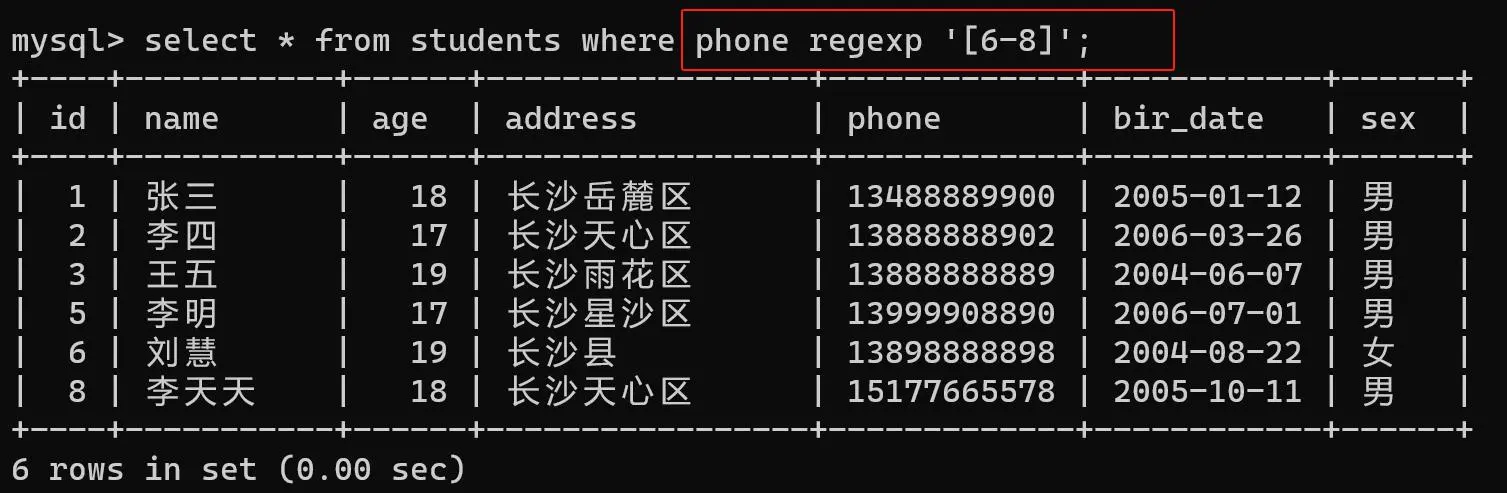 mysql> select * from students where phone regexp '[6-8]';
+----+-----------+------+-----------------+-------------+------------+------+
| id | name | age | address | phone | bir_date | sex |
+----+-----------+------+-----------------+-------------+------------+------+
| 1 | 张三 | 18 | 长沙岳麓区 | 13488889900 | 2005-01-12 | 男 |
| 2 | 李四 | 17 | 长沙天心区 | 13888888902 | 2006-03-26 | 男 |
| 3 | 王五 | 19 | 长沙雨花区 | 13888888889 | 2004-06-07 | 男 |
| 5 | 李明 | 17 | 长沙星沙区 | 13999908890 | 2006-07-01 | 男 |
| 6 | 刘慧 | 19 | 长沙县 | 13898888898 | 2004-08-22 | 女 |
| 8 | 李天天 | 18 | 长沙天心区 | 15177665578 | 2005-10-11 | 男 |
+----+-----------+------+-----------------+-------------+------------+------+
6 rows in set (0.00 sec)